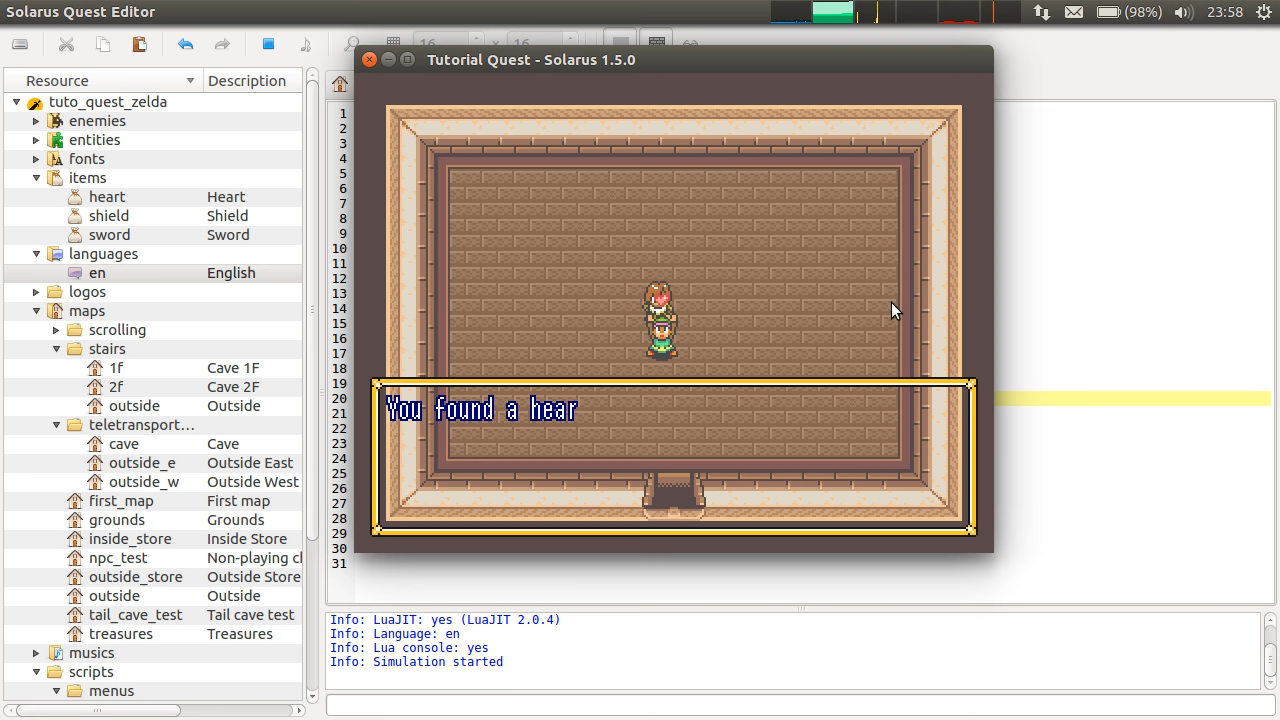 Solarus Quest Editor
(98%)
23:58
16 x 16
Tutorial Quest - Solarus 1.5.0
Resource Description
tuto_quest_zelda
enemies
entities
fonts
items
heart Heart
shield Shield
sword Sword
languages
en English
logos
maps
scrolling
stairs
1f Cave 1F
2f Cave 2F
outside Outside
teletransport…
cave Cave
outside_e Outside East
outside_w Outside West
first_map First map
grounds Grounds
inside_store Inside Store
npc_test Non-playing cl
outside_store Outside Store
outside Outside
tail_cave_test Tail cave test
treasures Treasures
musics
scripts
menus
1
2
3
4
5
6
7
8
9
10
11
12
13
14
15
16
17
18
19
20
21
22
23
24
25
26
27
28
29
30
31
You found a hear
Info: LuaJIT: yes (LuaJIT 2.0.4)
Info: Language: en
Info: Lua console: yes
Info: Simulation started